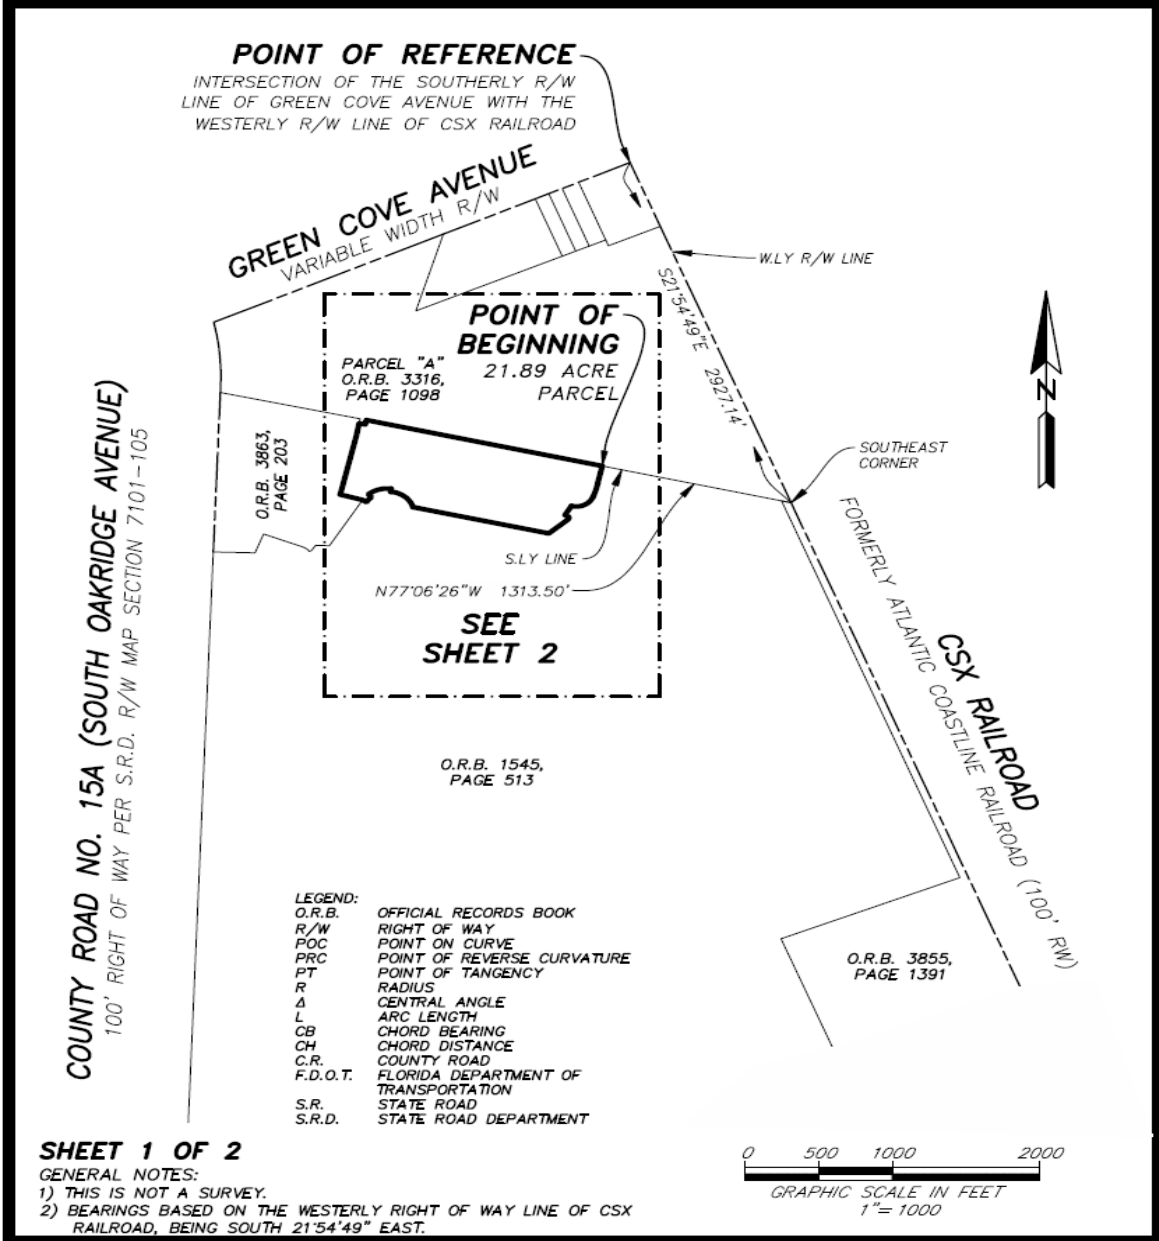 POINT OF REFERENCE
INTERSECTION OF THE SOUTHERLY R/W
LINE OF GREEN COVE AVENUE WITH THE
WESTERLY R/W LINE OF CSX RAILROAD
GREEN COVE AVENUE
VARIABLE WIDTH R/W
W.LY R/W LINE
S21°54'49"E 2927.14'
POINT OF
BEGINNING
21.89 ACRE
PARCEL
PARCEL "A"
O.R.B. 3316,
PAGE 1098
N
SOUTHEAST
CORNER
O.R.B. 3863,
PAGE 203
S.LY LINE
N77°06'26"W 1313.50'
SEE
SHEET 2
COUNTY ROAD NO. 15A (SOUTH OAKRIDGE AVENUE)
100' RIGHT OF WAY PER S.R.D. R/W MAP SECTION 7101-105
CSX RAILROAD
FORMERLY ATLANTIC COASTLINE RAILROAD (100' RW)
O.R.B. 1545,
PAGE 513
O.R.B. 3855,
PAGE 1391
LEGEND:
O.R.B. OFFICIAL RECORDS BOOK
R/W RIGHT OF WAY
POC POINT ON CURVE
PRC POINT OF REVERSE CURVATURE
PT POINT OF TANGENCY
R RADIUS
Δ CENTRAL ANGLE
L ARC LENGTH
CB CHORD BEARING
CH CHORD DISTANCE
C.R. COUNTY ROAD
F.D.O.T. FLORIDA DEPARTMENT OF
TRANSPORTATION
S.R. STATE ROAD
S.R.D. STATE ROAD DEPARTMENT
SHEET 1 OF 2
GENERAL NOTES:
1) THIS IS NOT A SURVEY.
2) BEARINGS BASED ON THE WESTERLY RIGHT OF WAY LINE OF CSX
RAILROAD, BEING SOUTH 21°54'49" EAST.
0 500 1000 2000
GRAPHIC SCALE IN FEET
1"= 1000